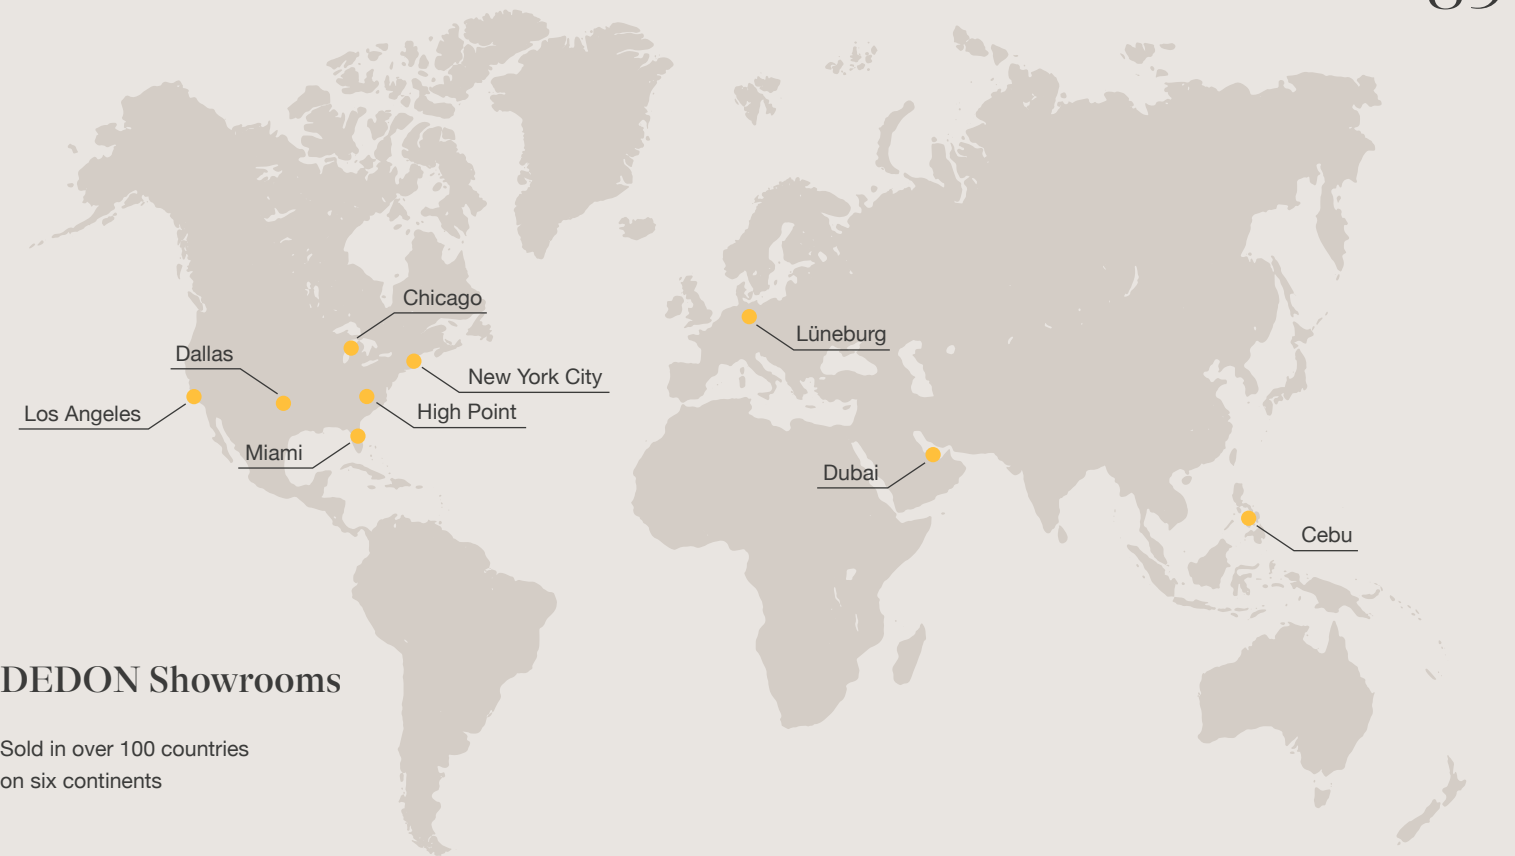 Chicago
Dallas
Lüneburg
New York City
Los Angeles
High Point
Miami
Dubai
Cebu
DEDON Showrooms
Sold in over 100 countries
on six continents